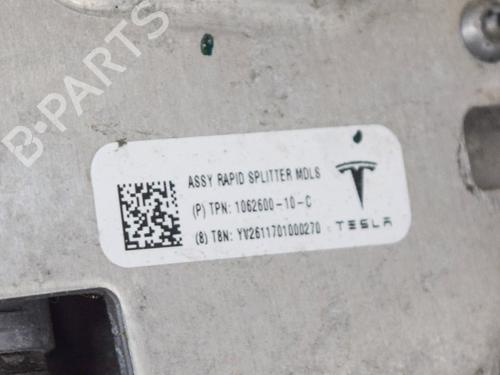 B-PARTS
ASSY RAPID SPLITTER MDLS
(P) TPN: 1062600-10-C
(8) T8N: YV2611701000270
TESLA